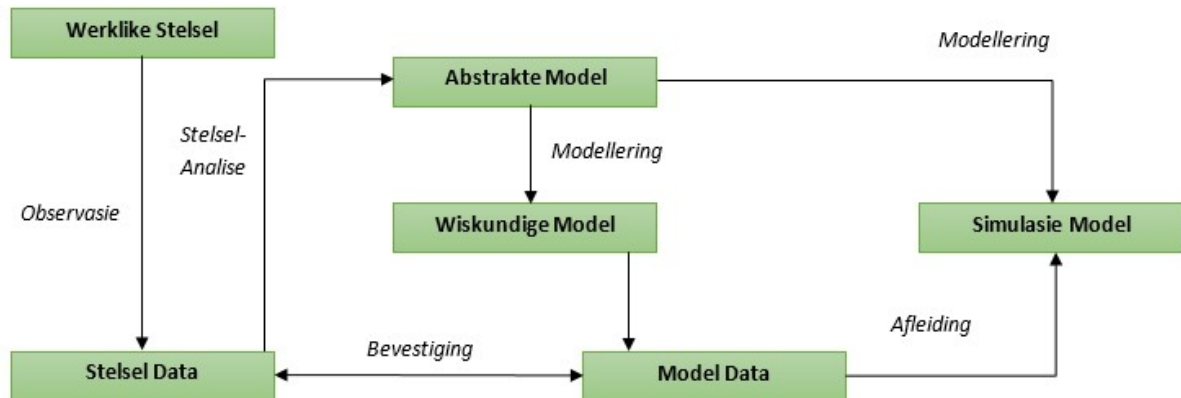 Werklike Stelsel
Modellering
Abstrakte Model
Stelsel-
Analise
Modellering
Observasie
Wiskundige Model
Simulasie Model
Afleiding
Bevestiging
Stelsel Data
Model Data